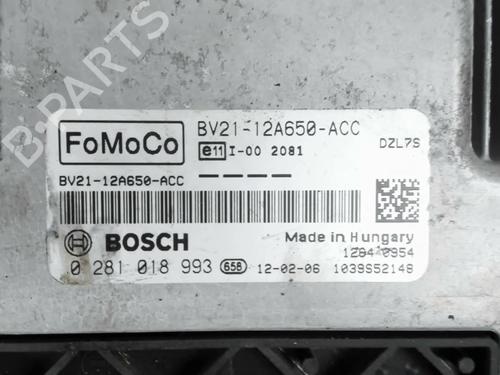 B-PARTS
FoMoCo
BV21-12A650-ACC
e11 I-00 2081
DZL7S
BV21-12A650-ACC
BOSCH
Made in Hungary
0 281 018 993 658 12-02-06 1039S52148